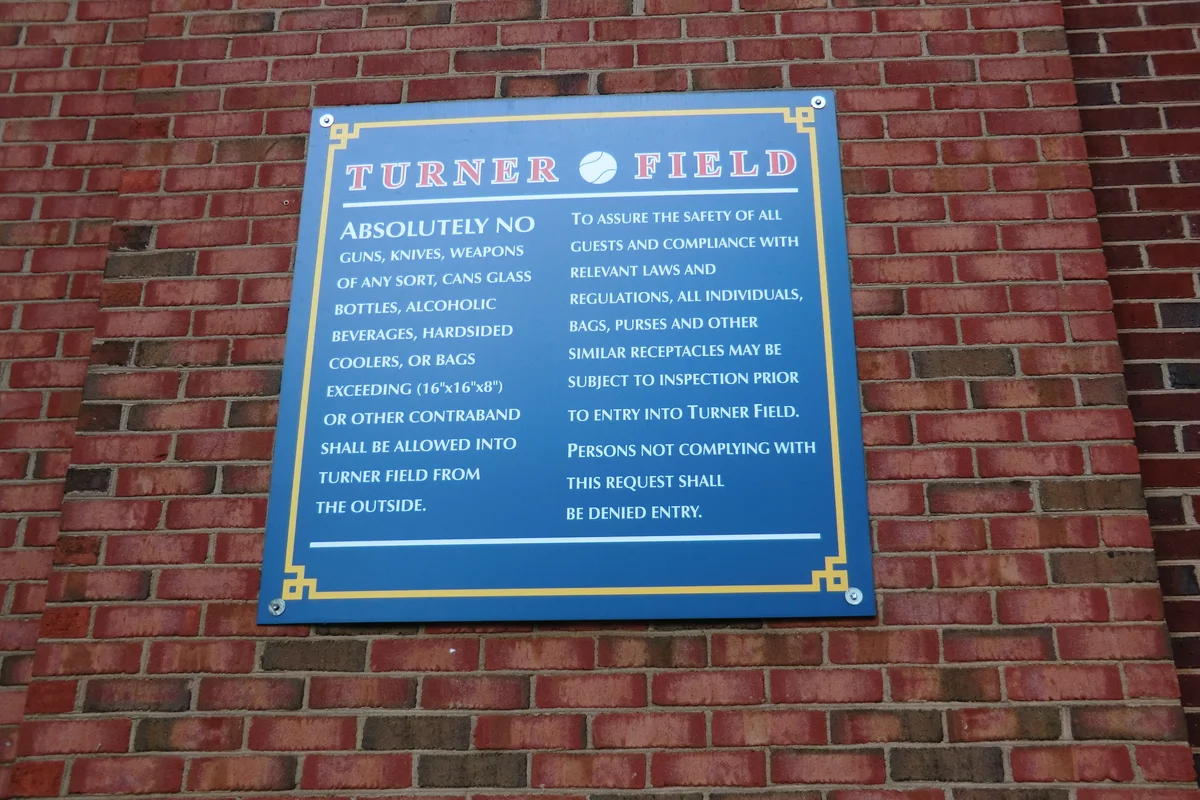 TURNER FIELD
ABSOLUTELY NO
GUNS, KNIVES, WEAPONS
OF ANY SORT, CANS GLASS
BOTTLES, ALCOHOLIC
BEVERAGES, HARDSIDED
COOLERS, OR BAGS
EXCEEDING (16"x16"x8")
OR OTHER CONTRABAND
SHALL BE ALLOWED INTO
TURNER FIELD FROM
THE OUTSIDE.
TO ASSURE THE SAFETY OF ALL
GUESTS AND COMPLIANCE WITH
RELEVANT LAWS AND
REGULATIONS, ALL INDIVIDUALS,
BAGS, PURSES AND OTHER
SIMILAR RECEPTACLES MAY BE
SUBJECT TO INSPECTION PRIOR
TO ENTRY INTO TURNER FIELD.
PERSONS NOT COMPLYING WITH
THIS REQUEST SHALL
BE DENIED ENTRY.